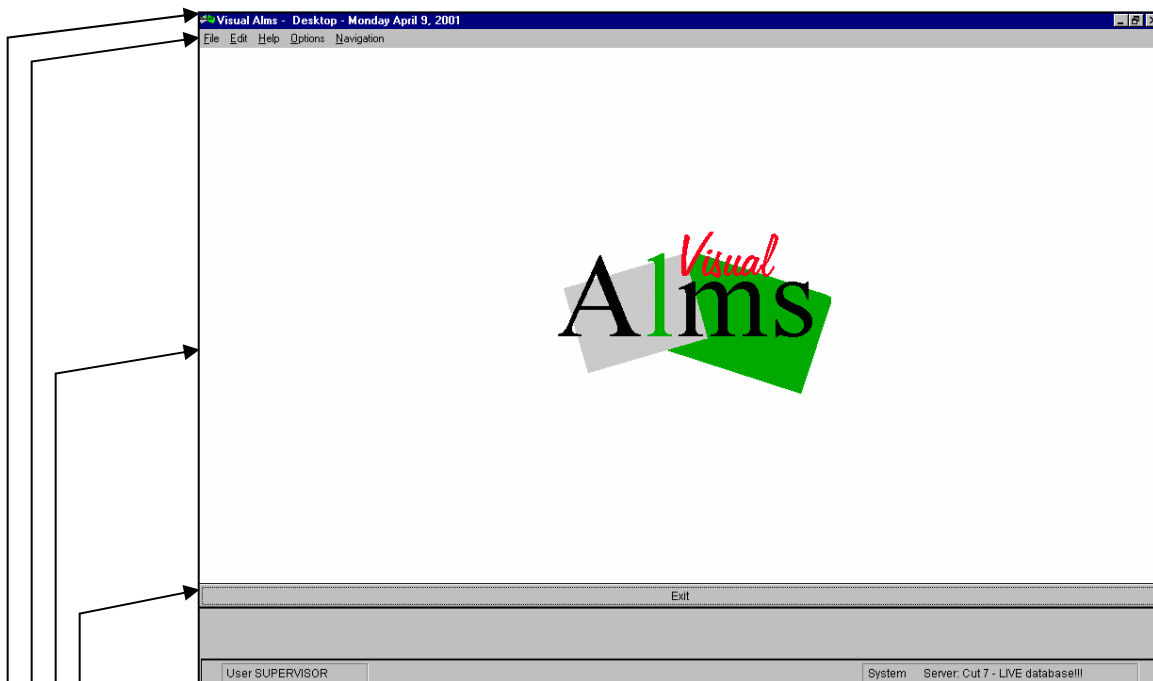 Visual Alms - Desktop - Monday April 9, 2001
File Edit Help Options Navigation
Visual
Alms
Exit
User SUPERVISOR
System Server: Cut 7 - LIVE database!!!